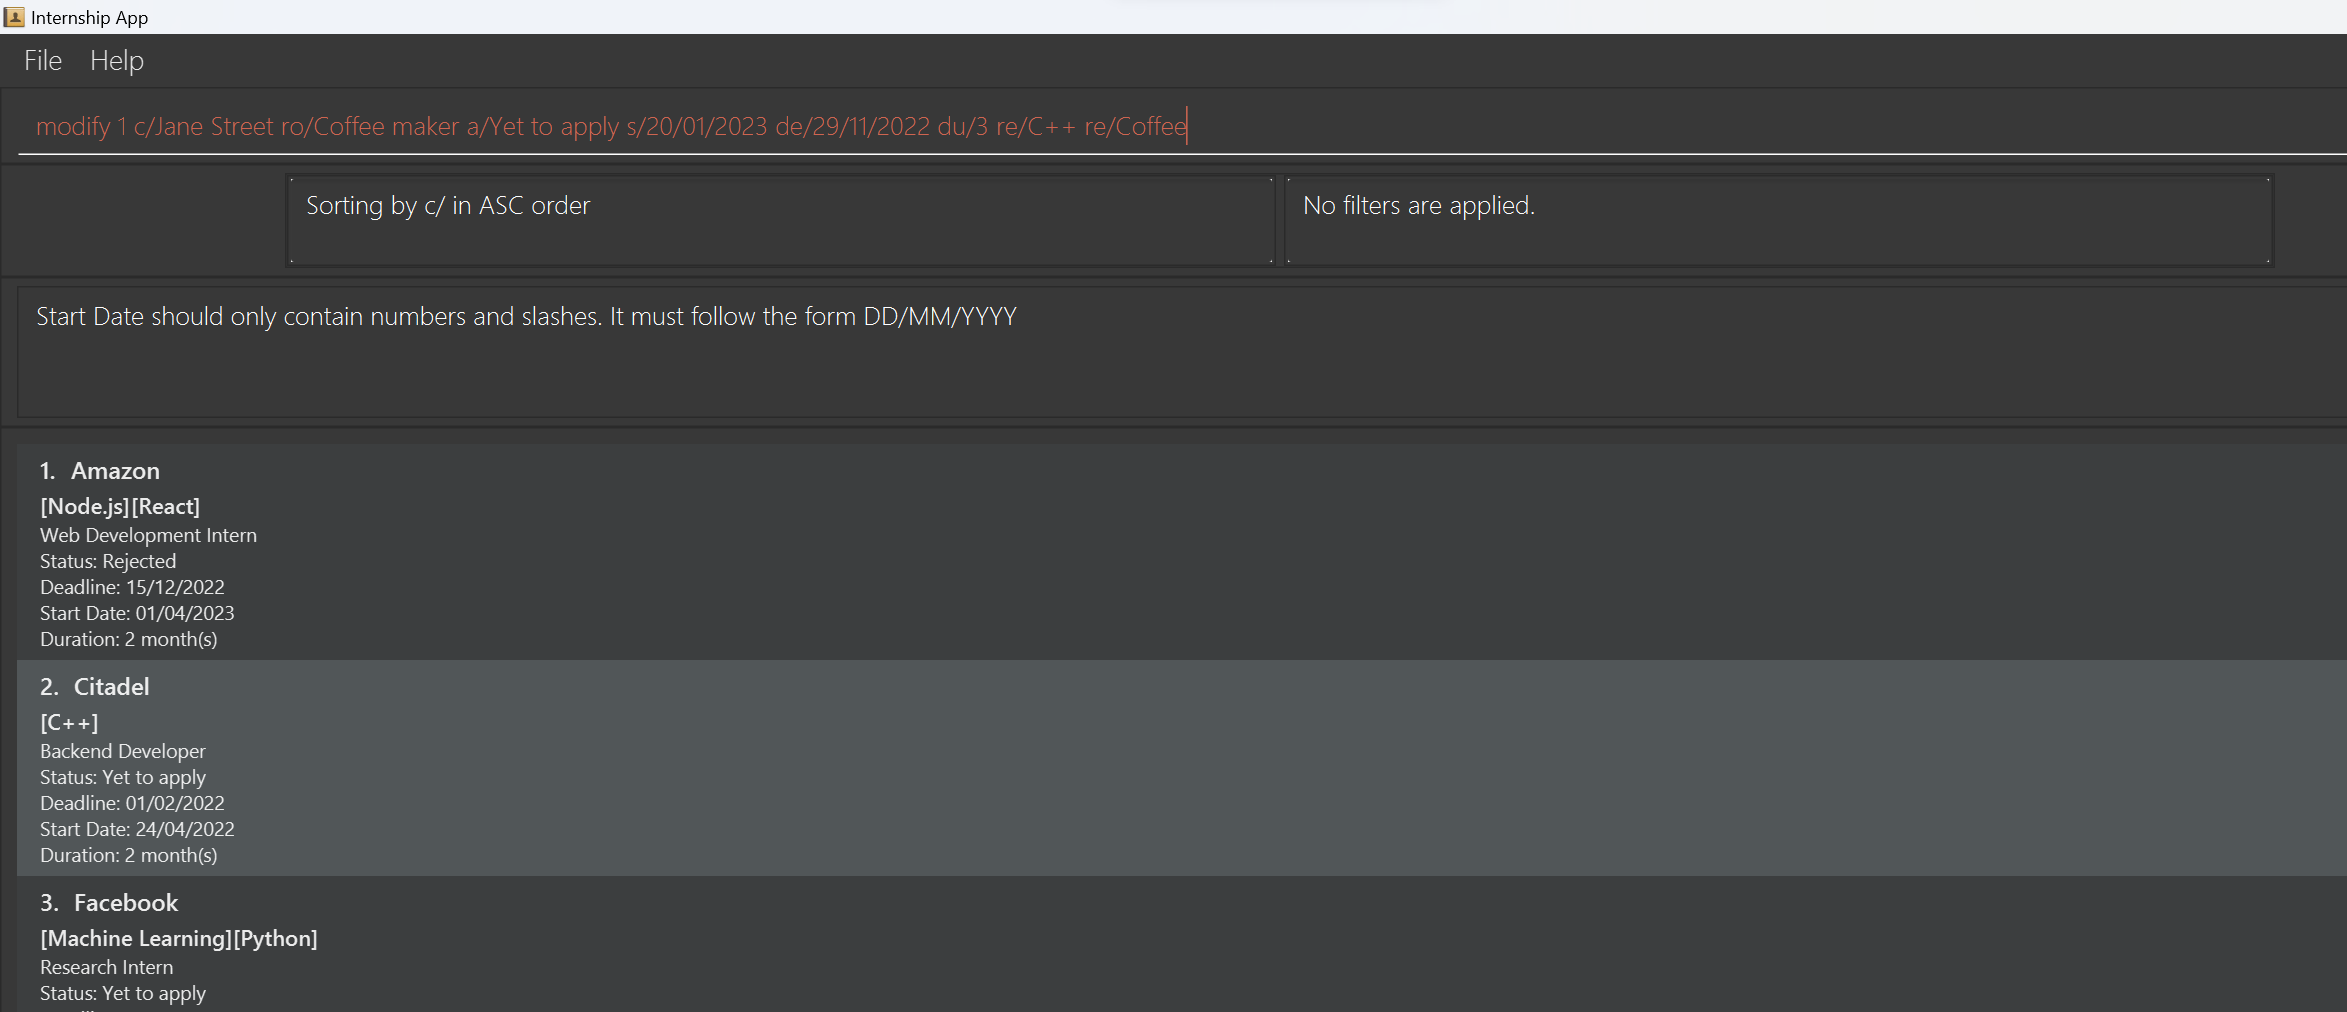 Internship App
File Help
modify 1 c/Jane Street ro/Coffee maker a/Yet to apply s/20/01/2023 de/29/11/2022 du/3 re/C++ re/Coffee
Sorting by c/ in ASC order
No filters are applied.
Start Date should only contain numbers and slashes. It must follow the form DD/MM/YYYY
1. Amazon
[Node.js][React]
Web Development Intern
Status: Rejected
Deadline: 15/12/2022
Start Date: 01/04/2023
Duration: 2 month(s)
2. Citadel
[C++]
Backend Developer
Status: Yet to apply
Deadline: 01/02/2022
Start Date: 24/04/2022
Duration: 2 month(s)
3. Facebook
[Machine Learning][Python]
Research Intern
Status: Yet to apply